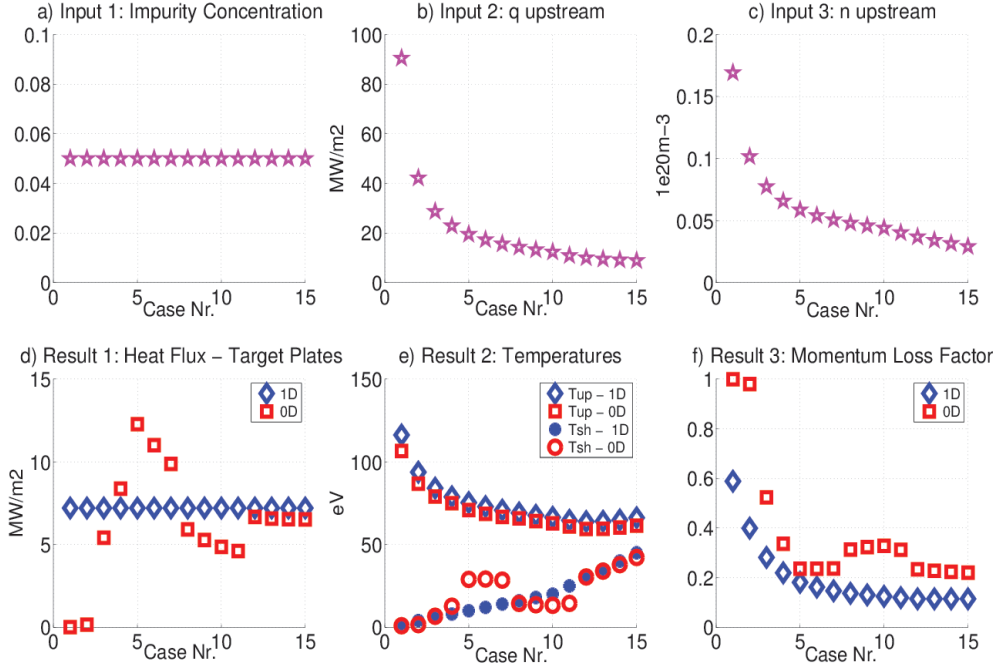 a) Input 1: Impurity Concentration
0.1
0.08
0.06
0.04
0.02
0
0
5
10
15
Case Nr.
b) Input 2: q upstream
MW/m2
100
80
60
40
20
0
0
5
10
15
Case Nr.
c) Input 3: n upstream
1e20m−3
0.2
0.15
0.1
0.05
0
0
5
10
15
Case Nr.
d) Result 1: Heat Flux − Target Plates
MW/m2
15
10
5
0
0
5
10
15
Case Nr.
1D
0D
e) Result 2: Temperatures
eV
150
100
50
0
0
5
10
15
Case Nr.
Tup − 1D
Tup − 0D
Tsh − 1D
Tsh − 0D
f) Result 3: Momentum Loss Factor
1
0.8
0.6
0.4
0.2
0
0
5
10
15
Case Nr.
1D
0D